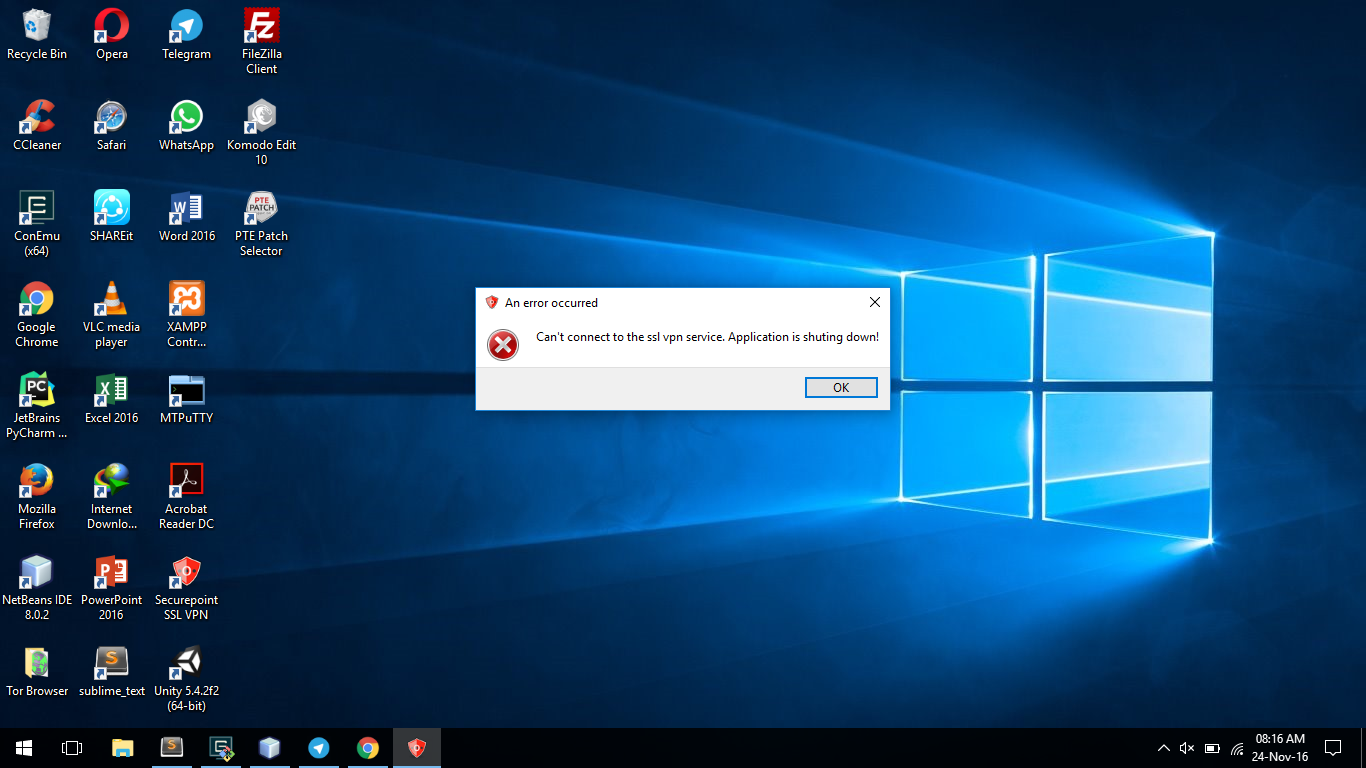 Recycle Bin
Opera
Telegram
FileZilla
Client
CCleaner
Safari
WhatsApp
Komodo Edit
10
ConEmu
(x64)
SHAREit
Word 2016
PTE
PATCH
PTE Patch
Selector
Google
Chrome
VLC media
player
XAMPP
Contr...
JetBrains
PyCharm ...
Excel 2016
MTPuTTY
Mozilla
Firefox
Internet
Downlo...
Acrobat
Reader DC
NetBeans IDE
8.0.2
PowerPoint
2016
Securepoint
SSL VPN
Tor Browser
sublime_text
Unity 5.4.2f2
(64-bit)
An error occurred
Can't connect to the ssl vpn service. Application is shuting down!
OK
08:16 AM
24-Nov-16